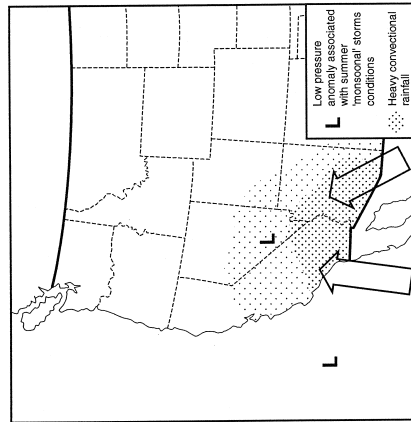 L
L
L
Low pressure
anomaly associated
with summer
'monsoonal' storms
conditions
Heavy convectional
rainfall